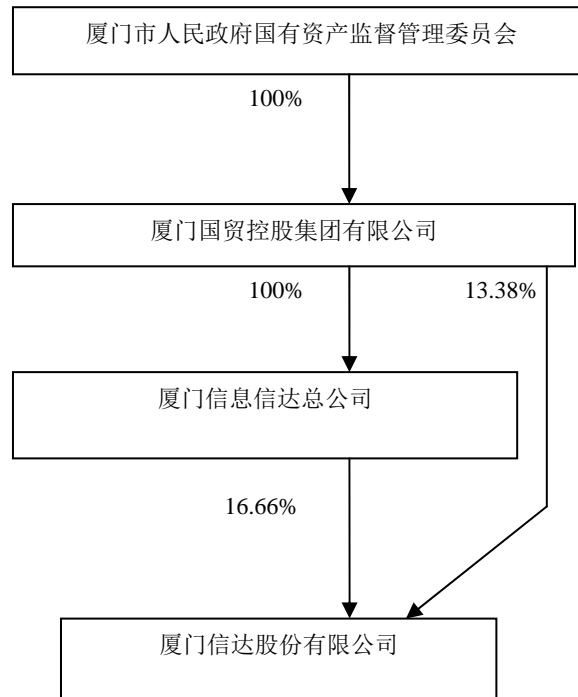 厦门市人民政府国有资产监督管理委员会
100%
厦门国贸控股集团有限公司
100%
13.38%
厦门信息信达总公司
16.66%
厦门信达股份有限公司